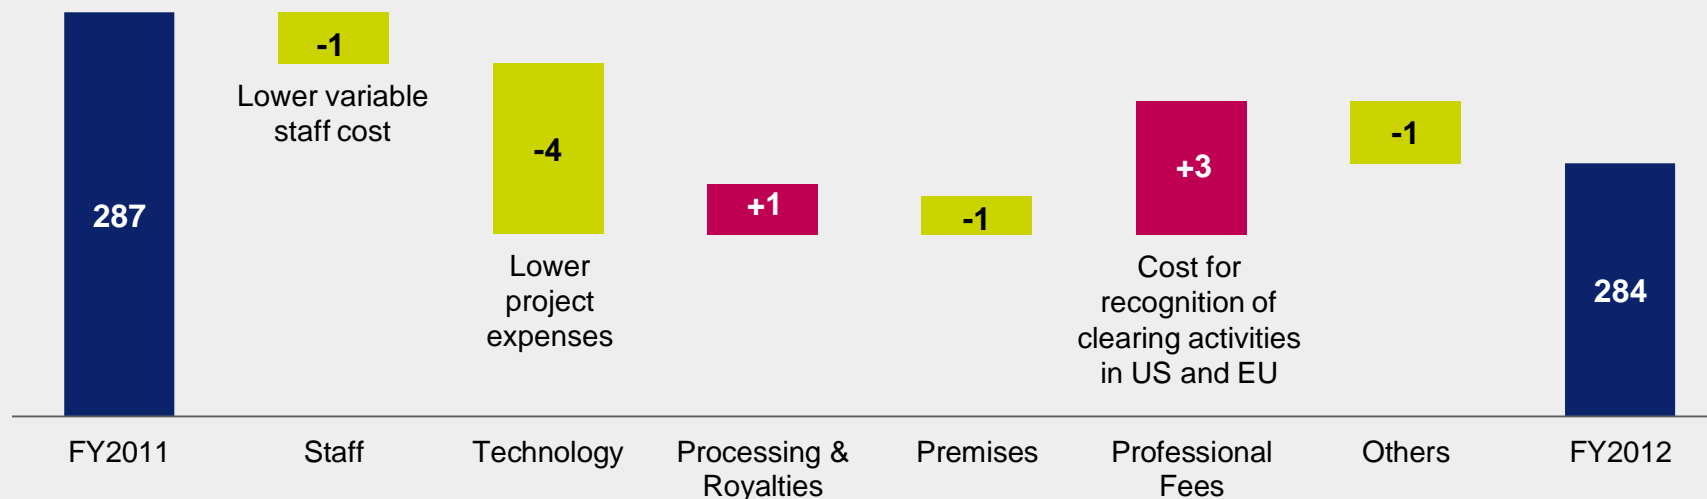 287
-1
Lower variable
staff cost
-4
Lower
project
expenses
+1
-1
+3
Cost for
recognition of
clearing activities
in US and EU
-1
284
FY2011
Staff
Technology
Processing &
Royalties
Premises
Professional
Fees
Others
FY2012